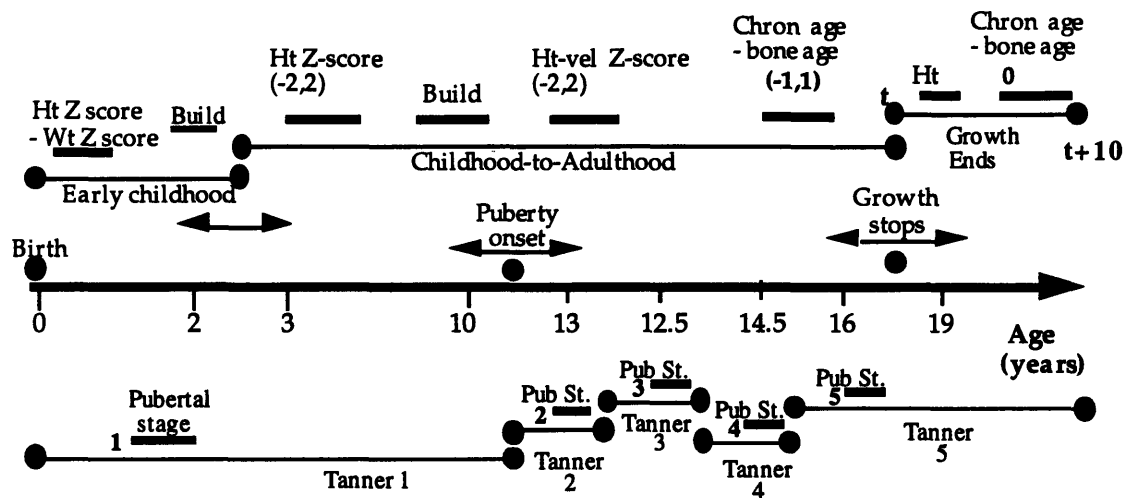 Chron age
- bone age
0
Chron age
- bone age
(-1,1)
Ht Z-score
(-2,2)
Ht-vel Z-score
(-2,2)
Build
Ht
t
Ht Z score
- Wt Z score
Build
Growth
Ends
t+10
Childhood-to-Adulthood
Early childhood
Puberty
onset
Growth
stops
Birth
0 2 3 10 13 12.5 14.5 16 19
Age
(years)
Pubertal
stage
1
Pub St.
2
Pub St.
3
Pub St.
4
Pub St.
5
Tanner 1
Tanner
2
Tanner
3
Tanner
4
Tanner
5